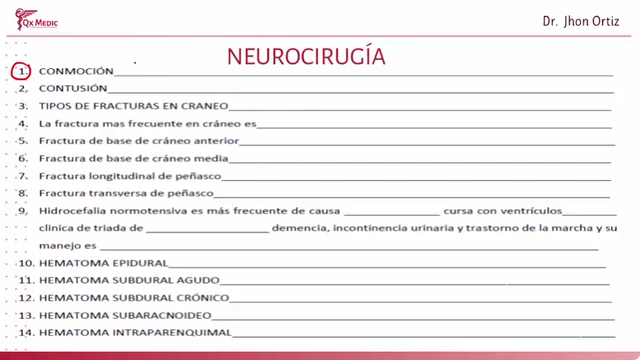 Qx MEDIC
Dr. Jhon Ortiz
NEUROCIRUGÍA
1. CONMOCIÓN
2. CONTUSIÓN
3. TIPOS DE FRACTURAS EN CRANEO
4. La fractura mas frecuente en cráneo es
5. Fractura de base de cráneo anterior
6. Fractura de base de cráneo media
7. Fractura longitudinal de peñasco
8. Fractura transversa de peñasco
9. Hidrocefalia normotensiva es más frecuente de causa ________________ cursa con ventrículos_________
clinica de triada de ____________________ demencia, incontinencia urinaria y trastorno de la marcha y su
manejo es
10. HEMATOMA EPIDURAL
11. HEMATOMA SUBDURAL AGUDO
12. HEMATOMA SUBDURAL CRÓNICO
13. HEMATOMA SUBARACNOIDEO
14. HEMATOMA INTRAPARENQUIMAL